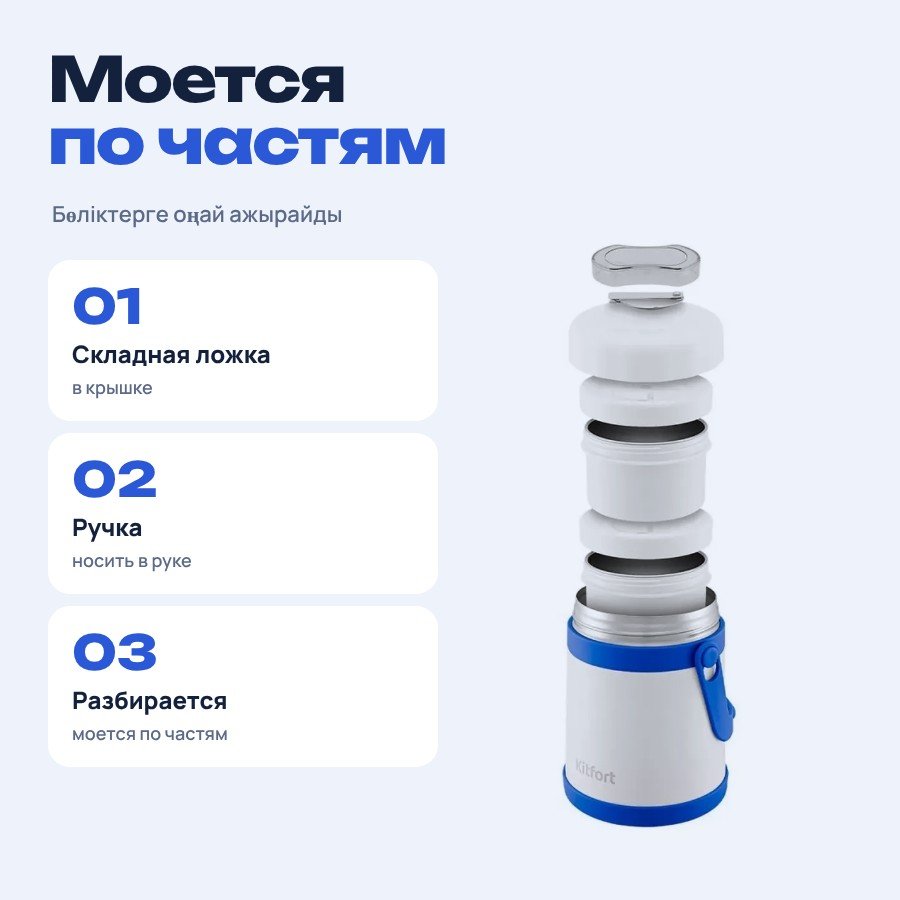 Моется
по частям
Бөліктерге оңай ажырайды
01
Складная ложка
в крышке
02
Ручка
носить в руке
03
Разбирается
моется по частям
Kitfort